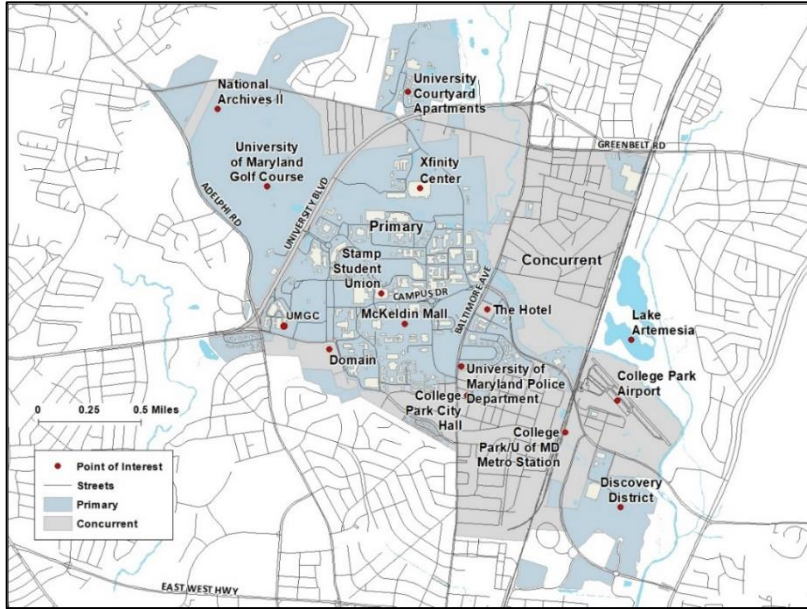 National
Archives II
University
Courtyard
Apartments
GREENBELT RD
University
of Maryland
Golf Course
Xfinity
Center
ADELPHI RD
UNIVERSITY BLVD
Primary
Concurrent
Stamp
Student
Union
CAMPUS DR
BALTIMORE AVE
The Hotel
UMGC
McKeldin Mall
Lake
Artemesia
Domain
University of
Maryland Police
Department
College Park
Airport
College
Park City
Hall
College
Park/U of MD
Metro Station
0 0.25 0.5 Miles
Discovery
District
Point of Interest
Streets
Primary
Concurrent
EAST WEST HWY